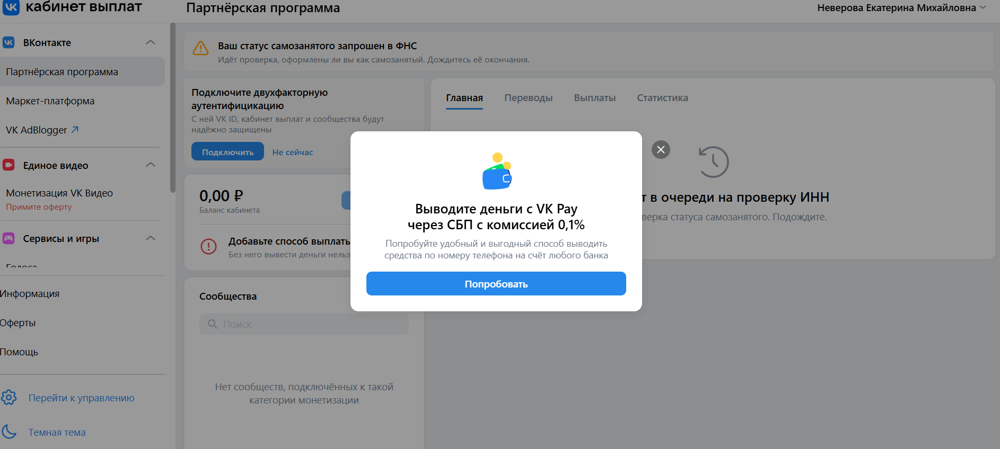 кабинет выплат
Партнёрская программа
Неверова Екатерина Михайловна
ВКонтакте
Партнёрская программа
Маркет-платформа
VK AdBlogger
Единое видео
Монетизация VK Видео
Примите оферту
Сервисы и игры
Голоса
Информация
Оферты
Помощь
Перейти к управлению
Темная тема
Ваш статус самозанятого запрошен в ФНС
Идёт проверка, оформлены ли вы как самозанятый. Дождитесь её окончания.
Подключите двухфакторную
аутентифицикацию
С ней VK ID, кабинет выплат и сообщества будут
надёжно защищены
Подключить
Не сейчас
0,00 ₽
Баланс кабинета
Добавьте способ выплаты
Без него вывести деньги
Сообщества
Поиск
Нет сообществ, подключённых к такой
категории монетизации
Главная
Переводы
Выплаты
Статистика
в очереди на проверку ИНН
статуса самозанятого. Подождите.
Выводите деньги с VK Pay
через СБП с комиссией 0,1%
Попробуйте удобный и выгодный способ выводить
средства по номеру телефона на счёт любого банка
Попробовать